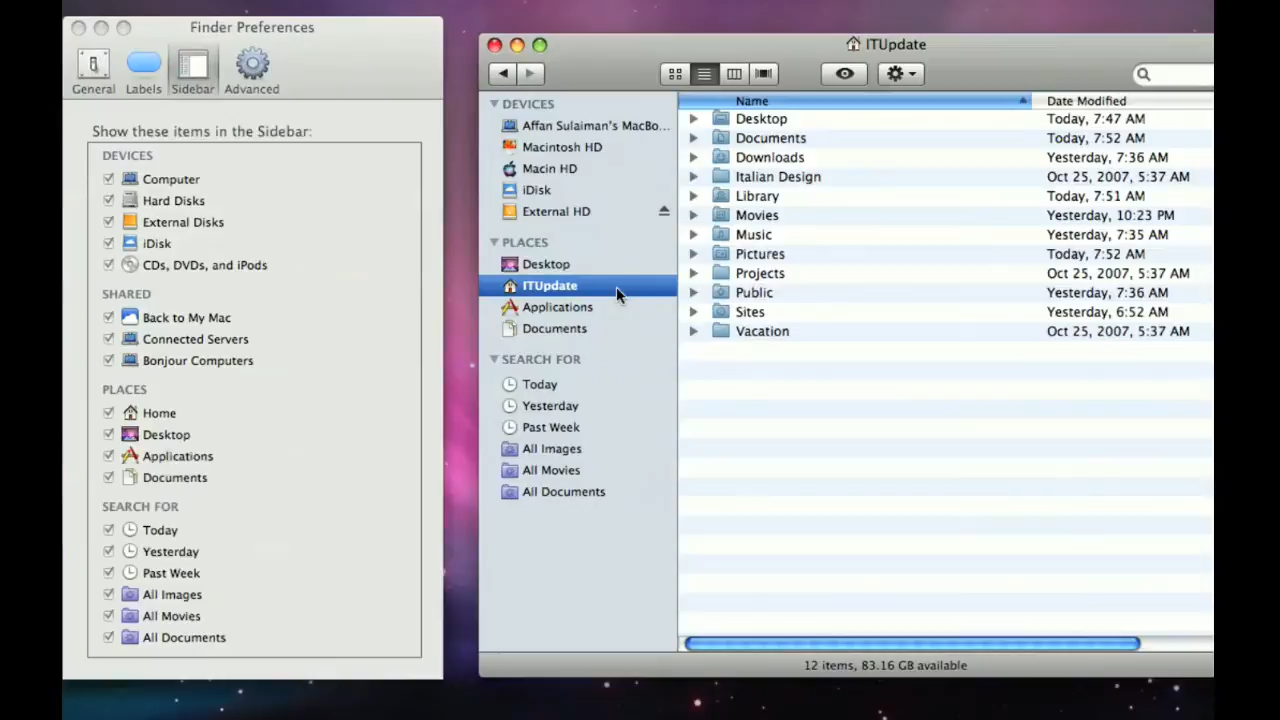 Finder Preferences
General
Labels
Sidebar
Advanced
Show these items in the Sidebar:
DEVICES
Computer
Hard Disks
External Disks
iDisk
CDs, DVDs, and iPods
SHARED
Back to My Mac
Connected Servers
Bonjour Computers
PLACES
Home
Desktop
Applications
Documents
SEARCH FOR
Today
Yesterday
Past Week
All Images
All Movies
All Documents
ITUpdate
DEVICES
Affan Sulaiman's MacBo...
Macintosh HD
Macin HD
iDisk
External HD
PLACES
Desktop
ITUpdate
Applications
Documents
SEARCH FOR
Today
Yesterday
Past Week
All Images
All Movies
All Documents
Name Date Modified
Desktop Today, 7:47 AM
Documents Today, 7:52 AM
Downloads Yesterday, 7:36 AM
Italian Design Oct 25, 2007, 5:37 AM
Library Today, 7:51 AM
Movies Yesterday, 10:23 PM
Music Yesterday, 7:35 AM
Pictures Today, 7:52 AM
Projects Oct 25, 2007, 5:37 AM
Public Yesterday, 7:36 AM
Sites Yesterday, 6:52 AM
Vacation Oct 25, 2007, 5:37 AM
12 items, 83.16 GB available